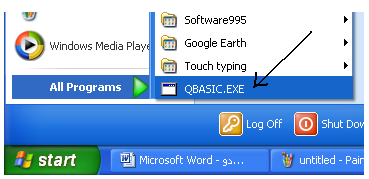 Software995
Google Earth
Windows Media Playe
Touch typing
All Programs
QBASIC.EXE
Log Off
Shut Dow
start
Microsoft Word - دو
untitled - Pain